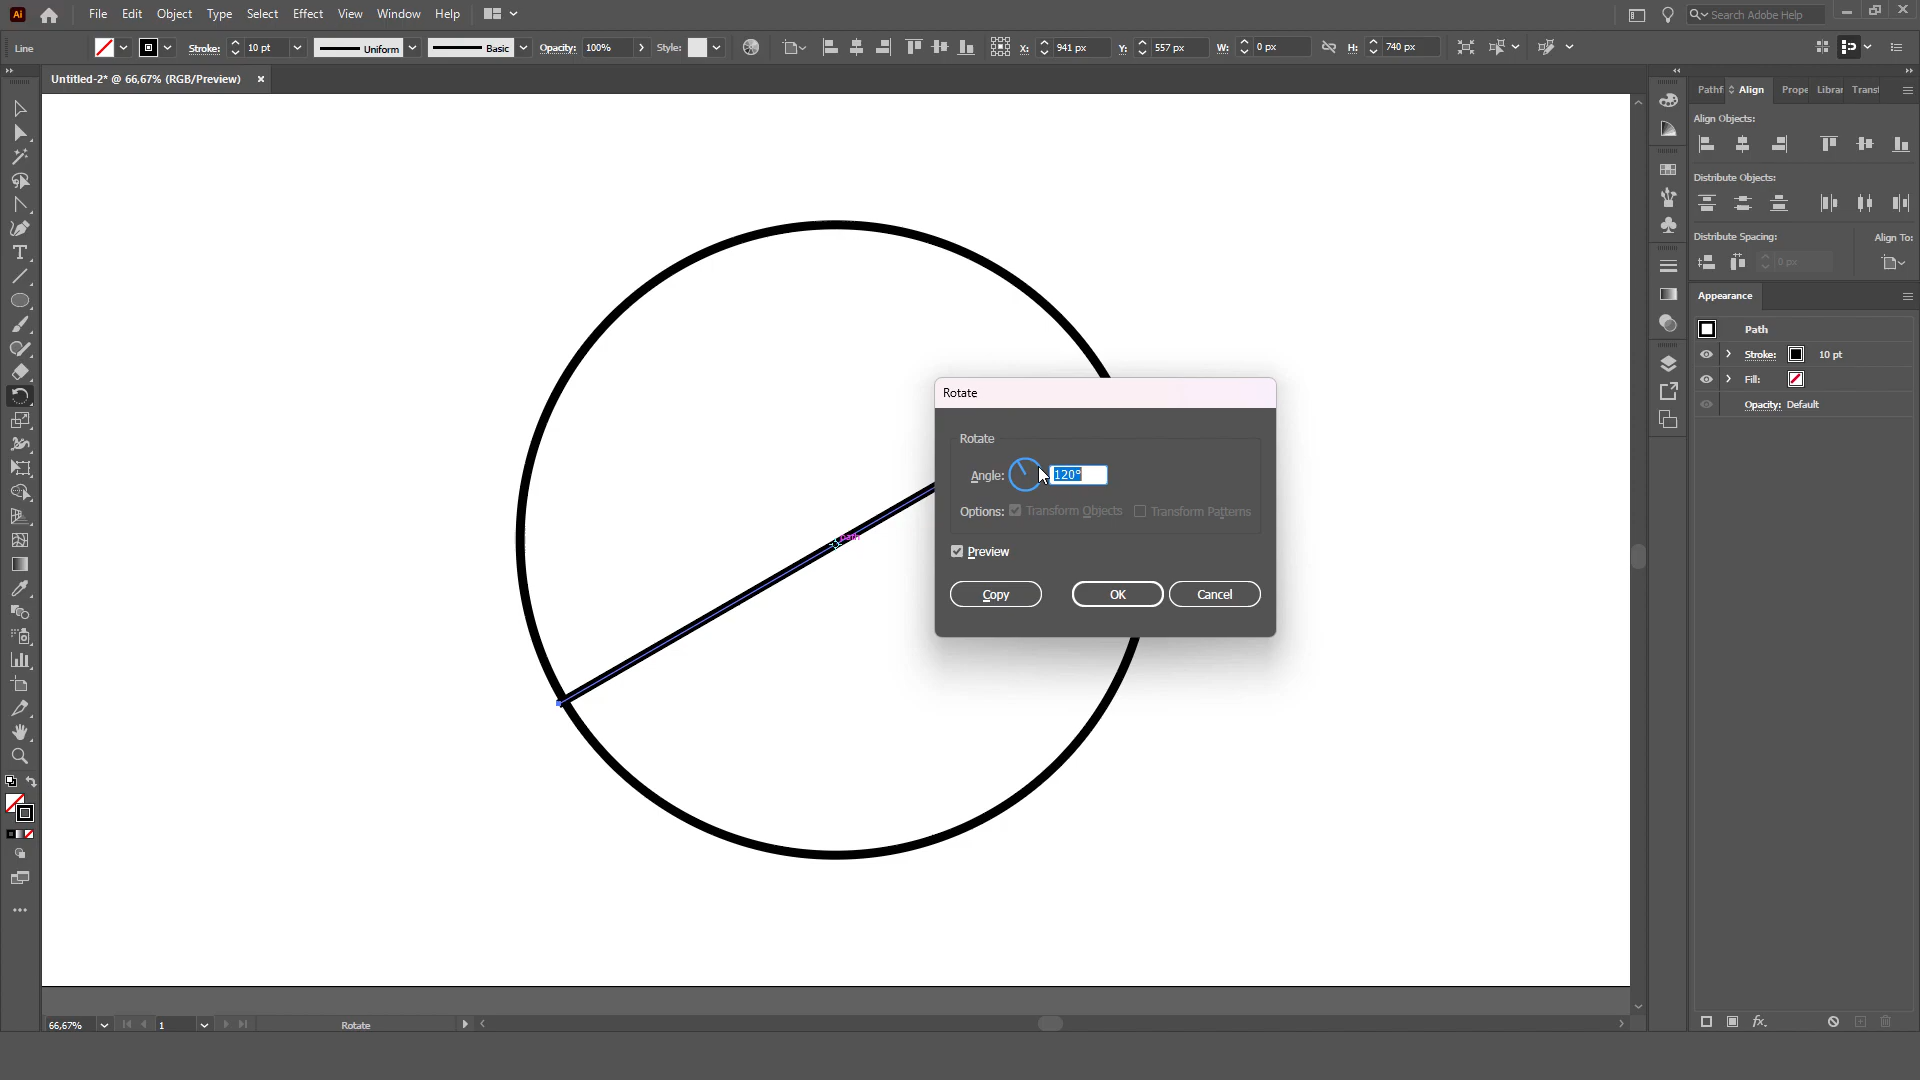 Ai File Edit Object Type Select Effect View Window Help Search Adobe Help
Line Stroke: 10 pt Uniform Basic Opacity: 100% Style: X: 941 px Y: 557 px W: 0 px H: 740 px
Untitled-2* @ 66,67% (RGB/Preview) ×
Pathf Align Prope Librar Transf
Align Objects:
Distribute Objects:
Distribute Spacing: Align To:
0 px
Appearance
Path
Stroke: 10 pt
Fill:
Opacity: Default
path
Rotate
Rotate
Angle: 120°
Options: Transform Objects Transform Patterns
Preview
Copy OK Cancel
66,67% 1 Rotate
fx.